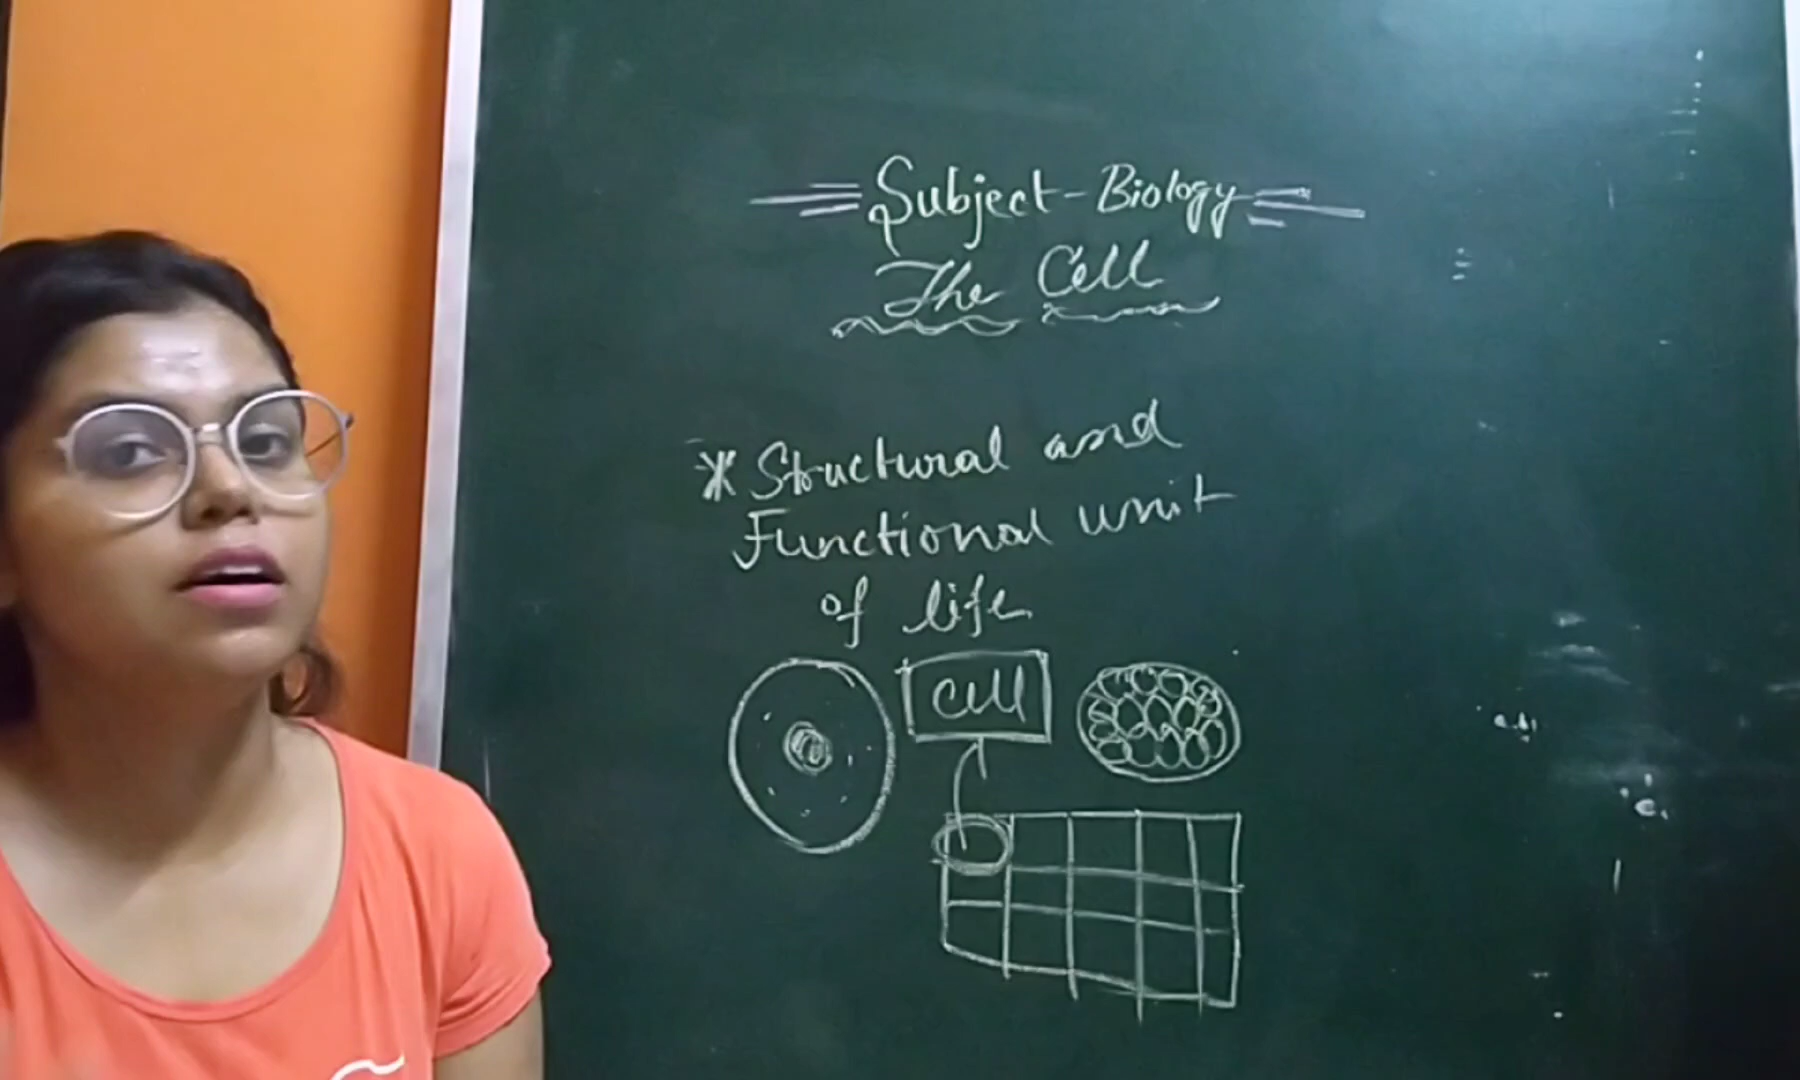 Subject - Biology
The Cell
* Structural and
Functional unit
of life
cell